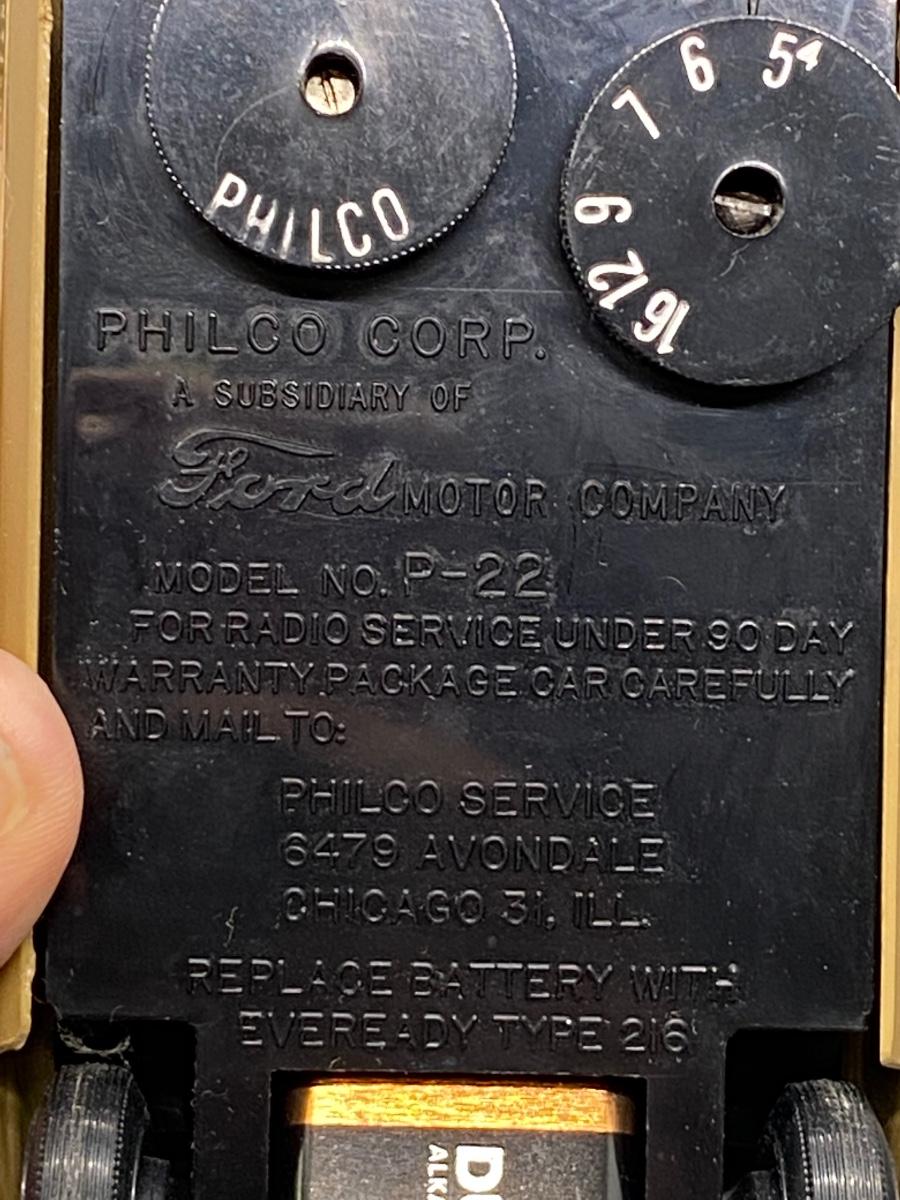 PHILCO
5⁴ 6 7 9 12 16
PHILCO CORP.
A SUBSIDIARY OF
Ford MOTOR COMPANY
MODEL NO. P-22
FOR RADIO SERVICE UNDER 90 DAY
WARRANTY PACKAGE CAR CAREFULLY
AND MAIL TO:
PHILCO SERVICE
6479 AVONDALE
CHICAGO 31, ILL.
REPLACE BATTERY WITH
EVEREADY TYPE 216